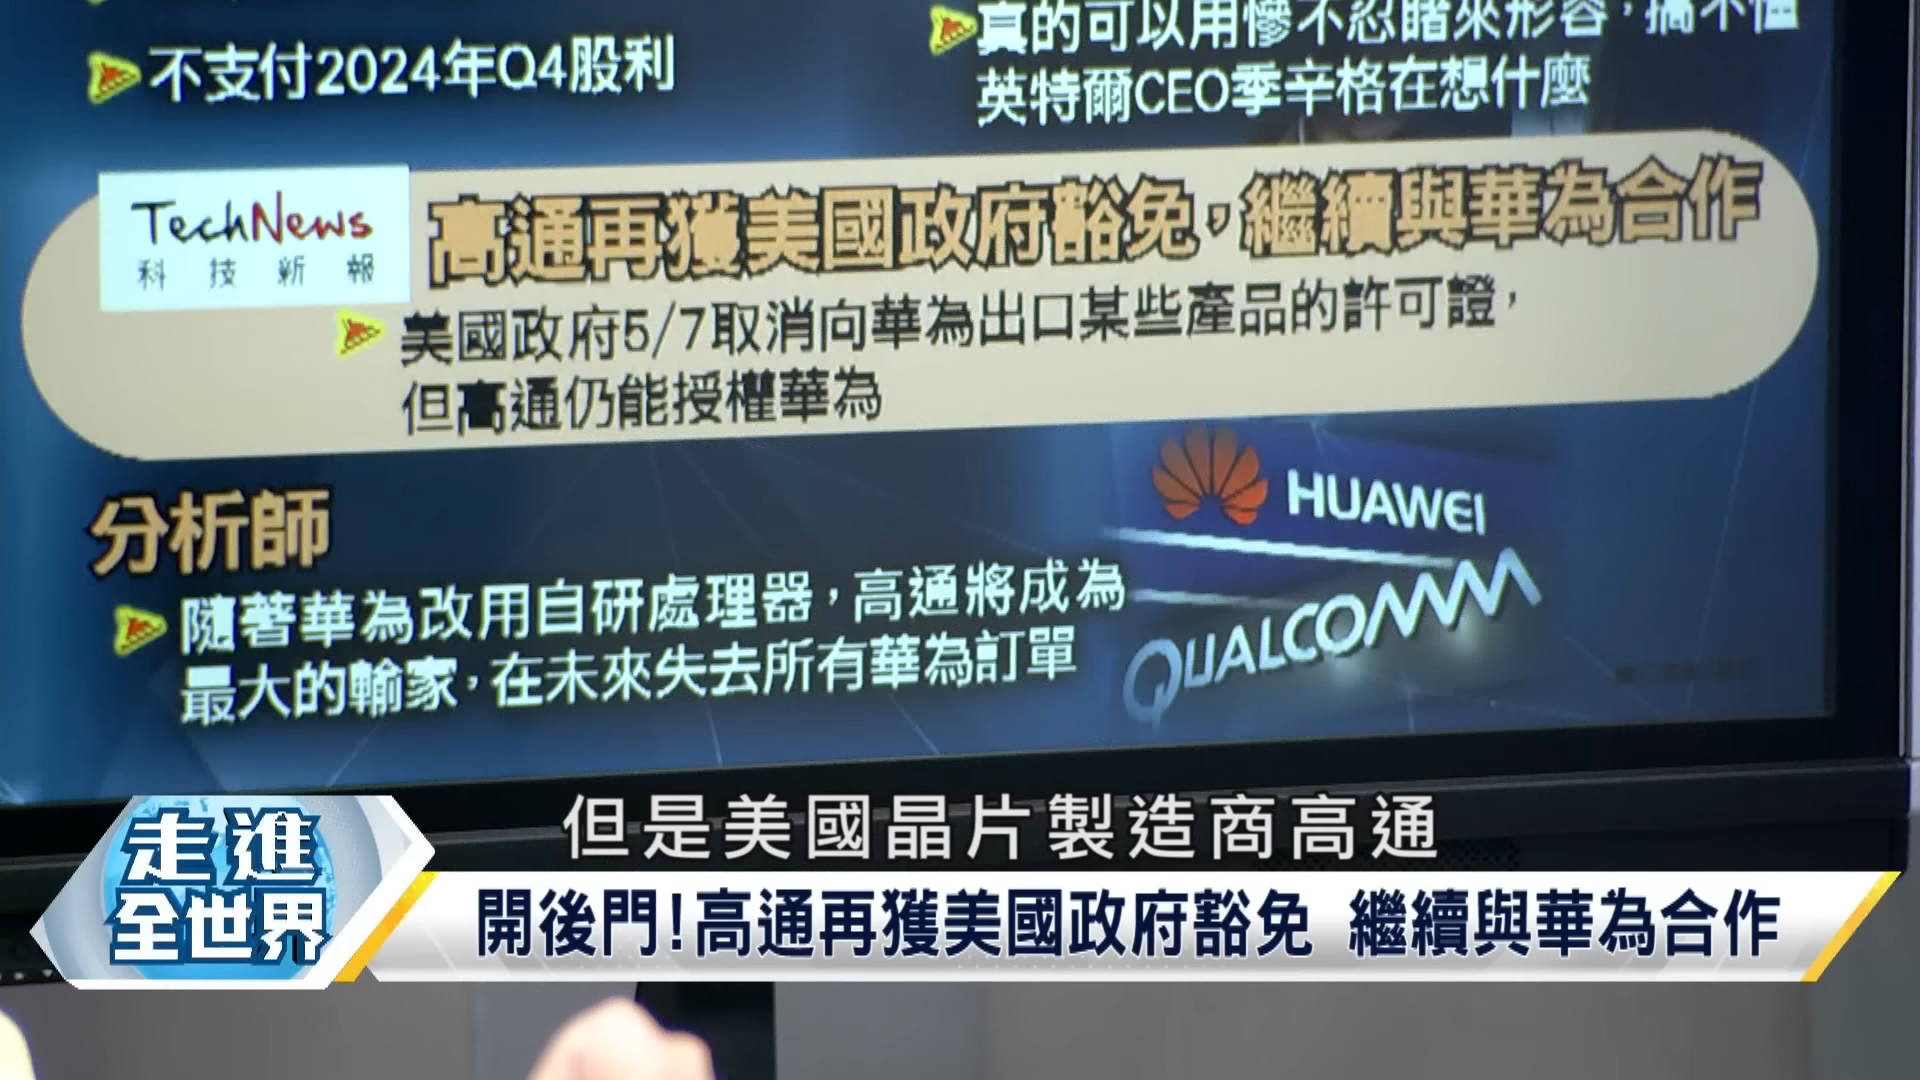 不支付2024年Q4股利
真的可以用慘不忍睹來形容，搞不懂
英特爾CEO季辛格在想什麼
TechNews
科技新報
高通再獲美國政府豁免，繼續與華為合作
美國政府5/7取消向華為出口某些產品的許可證，
但高通仍能授權華為
分析師
隨著華為改用自研處理器，高通將成為
最大的輸家，在未來失去所有華為訂單
HUAWEI
QUALCOMM
但是美國晶片製造商高通
走進
全世界
開後門!高通再獲美國政府豁免 繼續與華為合作